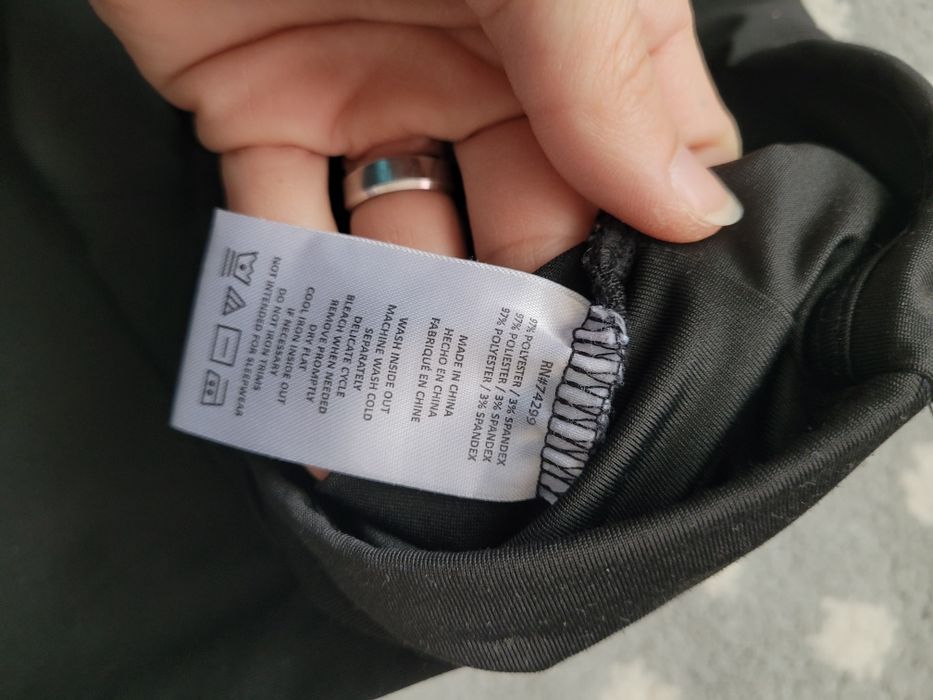 RN#74299
97% POLYESTER / 3% SPANDEX
97% POLIESTER / 3% SPANDEX
97% POLYESTER / 3% SPANDEX
MADE IN CHINA
HECHO EN CHINA
FABRIQUÉ EN CHINE
WASH INSIDE OUT
MACHINE WASH COLD
SEPARATELY
DELICATE CYCLE
BLEACH WHEN NEEDED
REMOVE PROMPTLY
DRY FLAT
COOL IRON INSIDE OUT
IF NECESSARY
DO NOT IRON TRIMS
NOT INTENDED FOR SLEEPWEAR